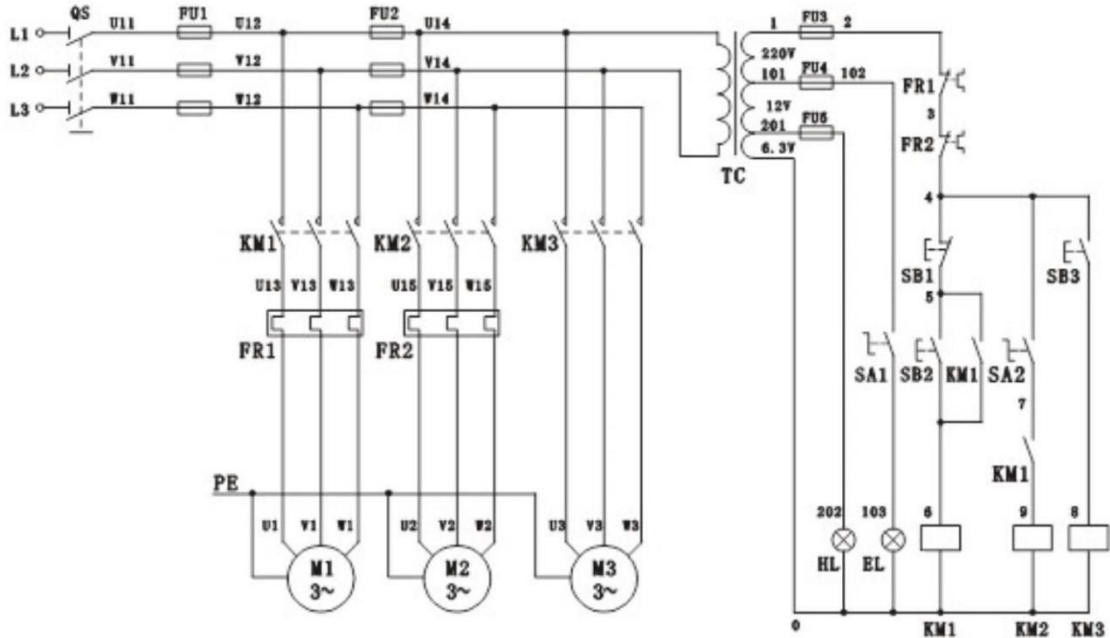 QS U11 FU1 U12 FU2 U14 1 FU3 2
L1
L2 V11 V12 V14 220V
101 FU4 102 FR1
L3 W11 W12 W14 12V 3
201 FU5 FR2
6.3V
TC
4
KM1 KM2 KM3 SB1 SB3
U13 V13 W13 U15 V15 W15 5
FR1 FR2 SA1 SB2 KM1 SA2
7
KM1
PE
202 103 6 9 8
U1 V1 W1 U2 V2 W2 U3 V3 W3
M1 M2 M3 HL EL
3~ 3~ 3~
0 KM1 KM2 KM3